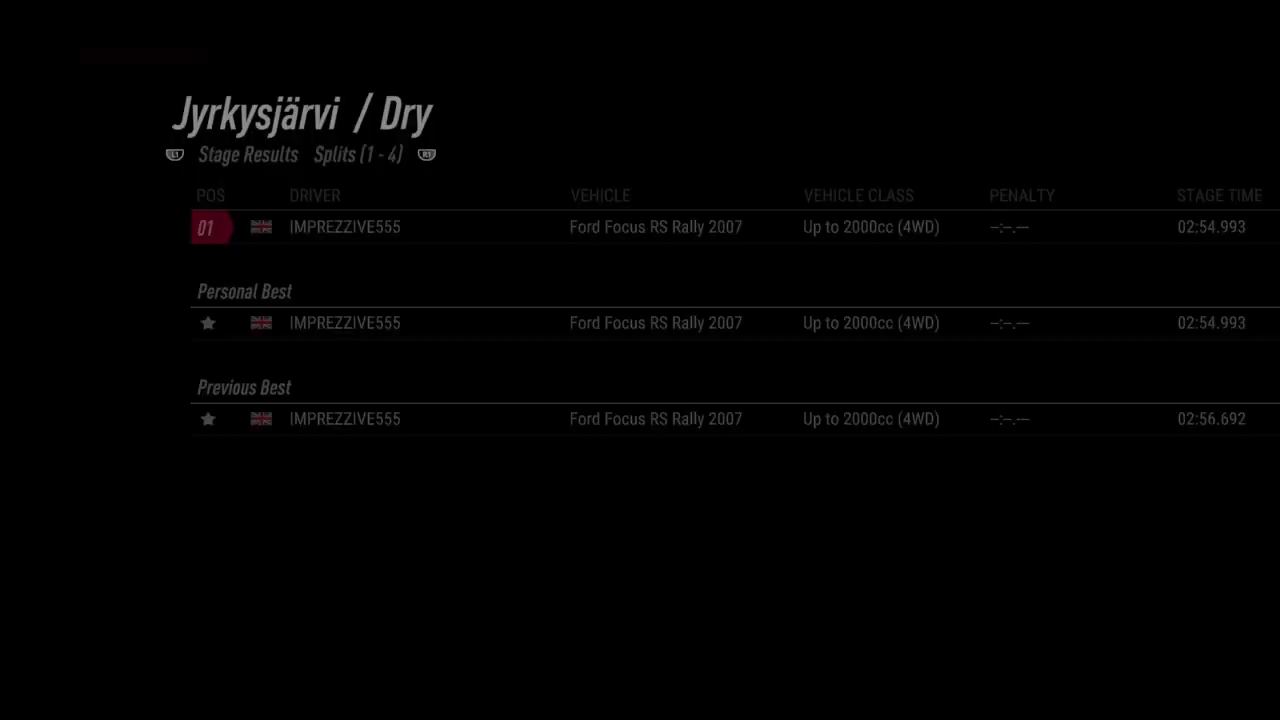 Jyrkysjärvi / Dry
L1 Stage Results Splits (1 - 4) R1
POS DRIVER VEHICLE VEHICLE CLASS PENALTY STAGE TIME
01 IMPREZZIVE555 Ford Focus RS Rally 2007 Up to 2000cc (4WD) --:--.--- 02:54.993
Personal Best
IMPREZZIVE555 Ford Focus RS Rally 2007 Up to 2000cc (4WD) --:--.--- 02:54.993
Previous Best
IMPREZZIVE555 Ford Focus RS Rally 2007 Up to 2000cc (4WD) --:--.--- 02:56.692